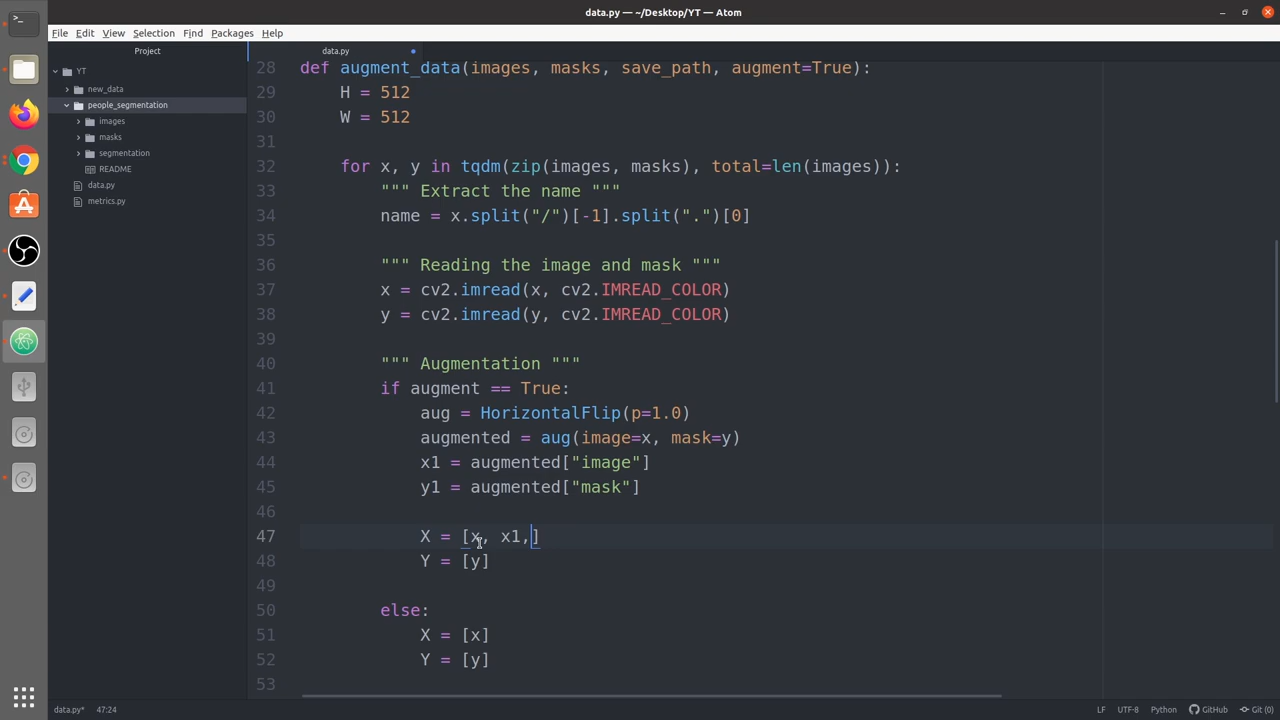 data.py — ~/Desktop/YT — Atom
File Edit View Selection Find Packages Help
Project
data.py
YT
new_data
people_segmentation
images
masks
segmentation
README
data.py
metrics.py
28 def augment_data(images, masks, save_path, augment=True):
29 H = 512
30 W = 512
31
32 for x, y in tqdm(zip(images, masks), total=len(images)):
33 """ Extract the name """
34 name = x.split("/")[-1].split(".")[0]
35
36 """ Reading the image and mask """
37 x = cv2.imread(x, cv2.IMREAD_COLOR)
38 y = cv2.imread(y, cv2.IMREAD_COLOR)
39
40 """ Augmentation """
41 if augment == True:
42 aug = HorizontalFlip(p=1.0)
43 augmented = aug(image=x, mask=y)
44 x1 = augmented["image"]
45 y1 = augmented["mask"]
46
47 X = [x, x1,]
48 Y = [y]
49
50 else:
51 X = [x]
52 Y = [y]
53
data.py* 47:24
LF UTF-8 Python GitHub Git (0)